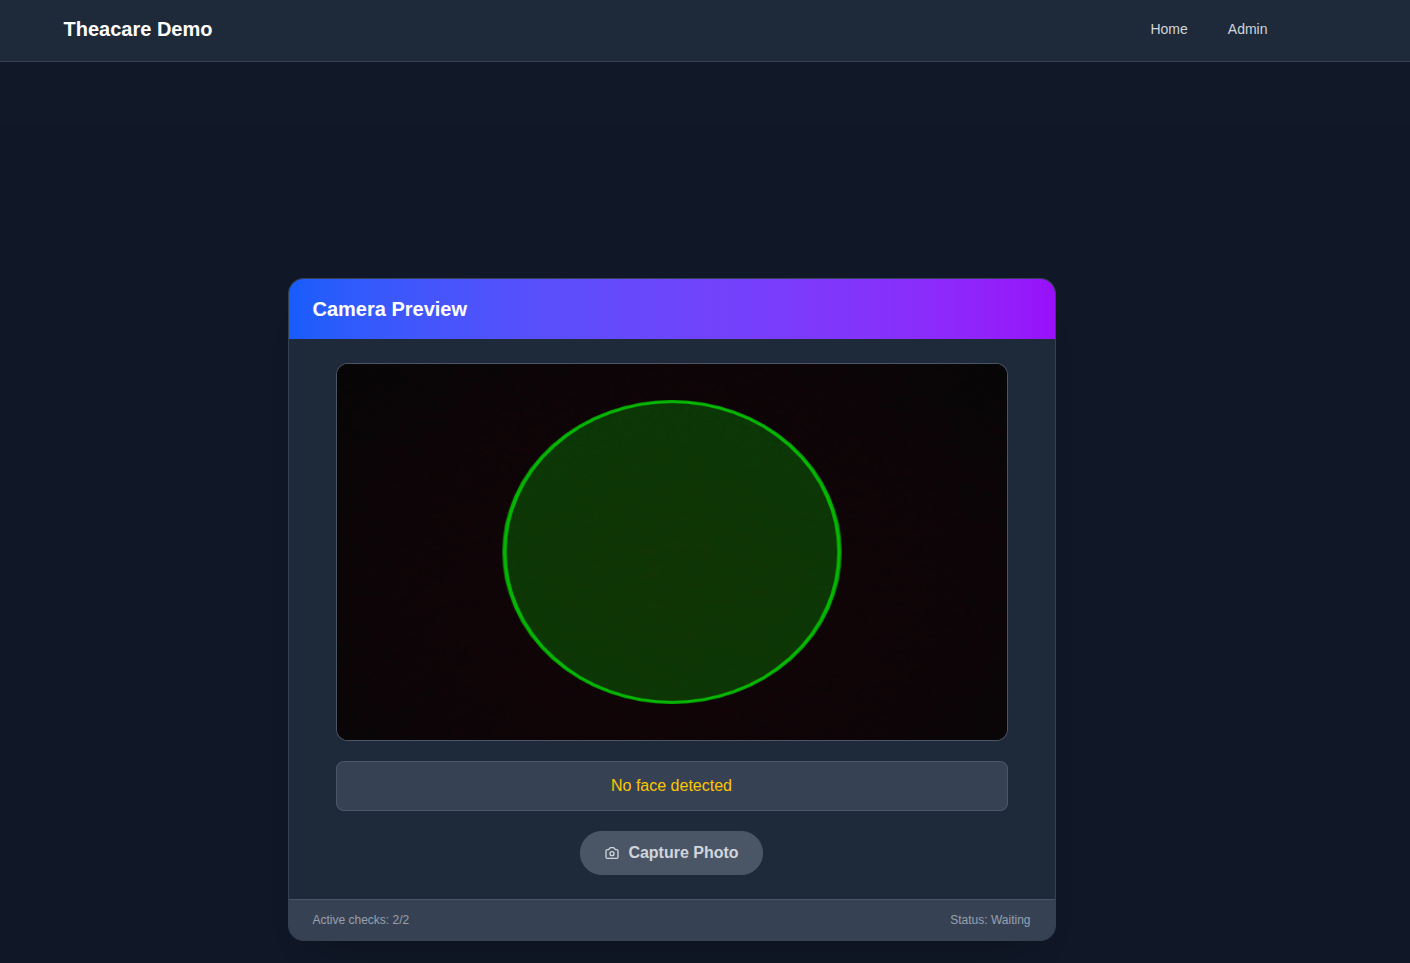 Theacare Demo
Home
Admin
Camera Preview
No face detected
Capture Photo
Active checks: 2/2
Status: Waiting